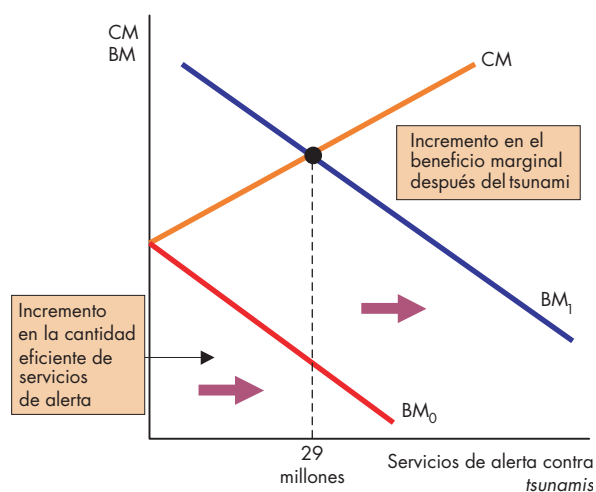 CM
BM
CM
Incremento en el
beneficio marginal
después del tsunami
Incremento
en la cantidad
eficiente de
servicios
de alerta
BM1
BM0
29
millones
Servicios de alerta contra
tsunamis